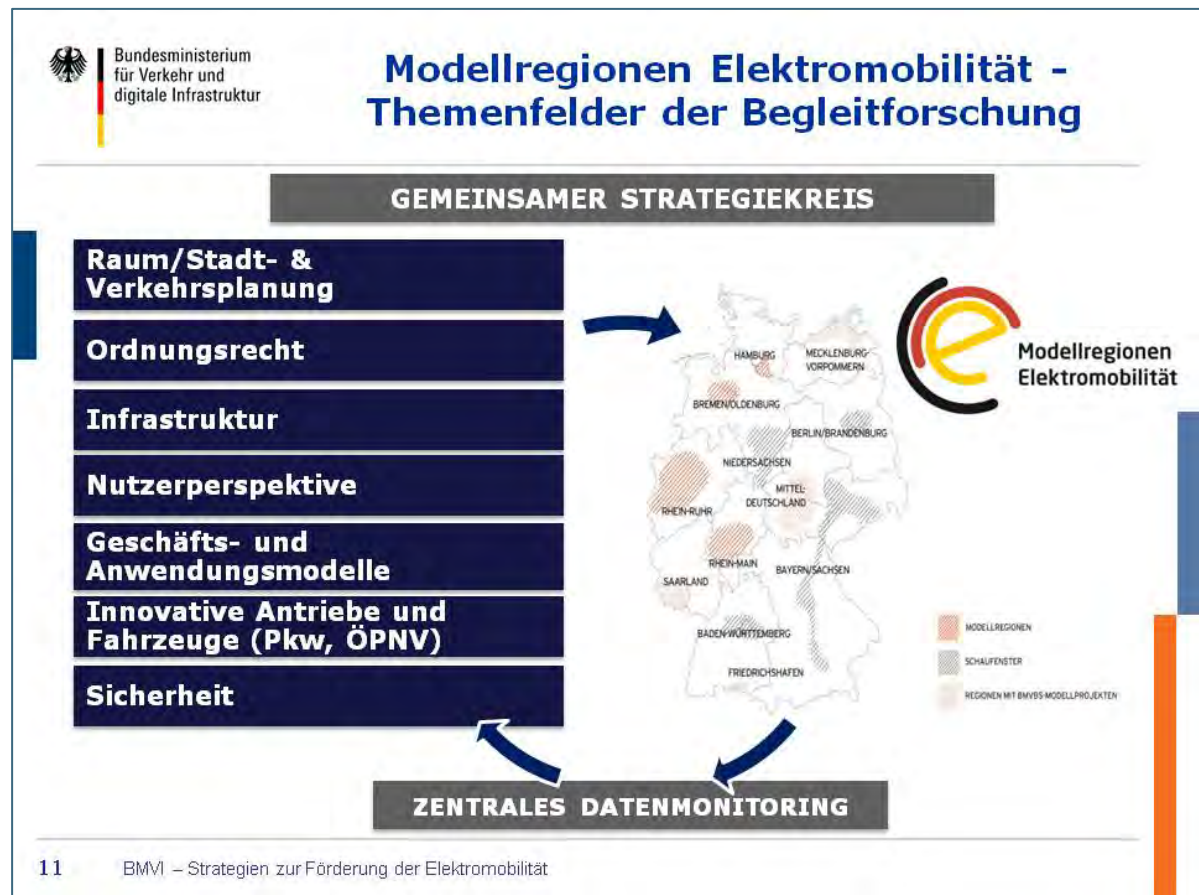 Bundesministerium
für Verkehr und
digitale Infrastruktur
Modellregionen Elektromobilität -
Themenfelder der Begleitforschung
GEMEINSAMER STRATEGIEKREIS
Raum/Stadt- &
Verkehrsplanung
Ordnungsrecht
Infrastruktur
Nutzerperspektive
Geschäfts- und
Anwendungsmodelle
Innovative Antriebe und
Fahrzeuge (Pkw, ÖPNV)
Sicherheit
HAMBURG
MECKLENBURG-
VORPOMMERN
BREMEN/OLDENBURG
BERLIN/BRANDENBURG
NIEDERSACHSEN
MITTEL-
DEUTSCHLAND
RHEIN-RUHR
RHEIN-MAIN
BAYERN/SACHSEN
SAARLAND
BADEN-WÜRTTEMBERG
FRIEDRICHSHAFEN
Modellregionen
Elektromobilität
MODELLREGIONEN
SCHAUFENSTER
REGIONEN MIT BMVBS-MODELLPROJEKTEN
ZENTRALES DATENMONITORING
11 BMVI – Strategien zur Förderung der Elektromobilität